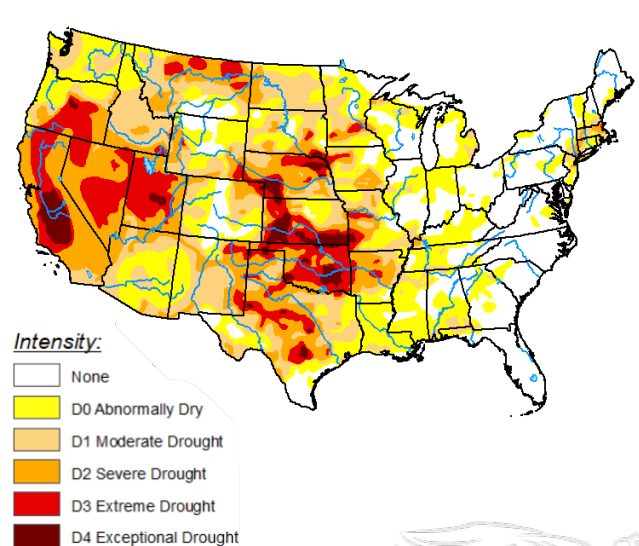 Intensity:
None
D0 Abnormally Dry
D1 Moderate Drought
D2 Severe Drought
D3 Extreme Drought
D4 Exceptional Drought